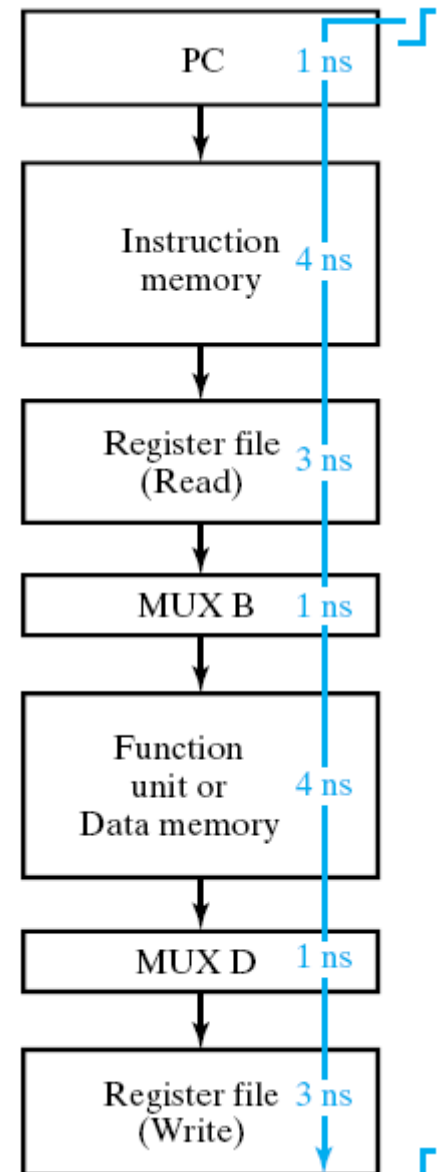 PC 1 ns
Instruction
memory
4 ns
Register file
(Read)
3 ns
MUX B 1 ns
Function
unit or
Data memory
4 ns
MUX D 1 ns
Register file
(Write)
3 ns